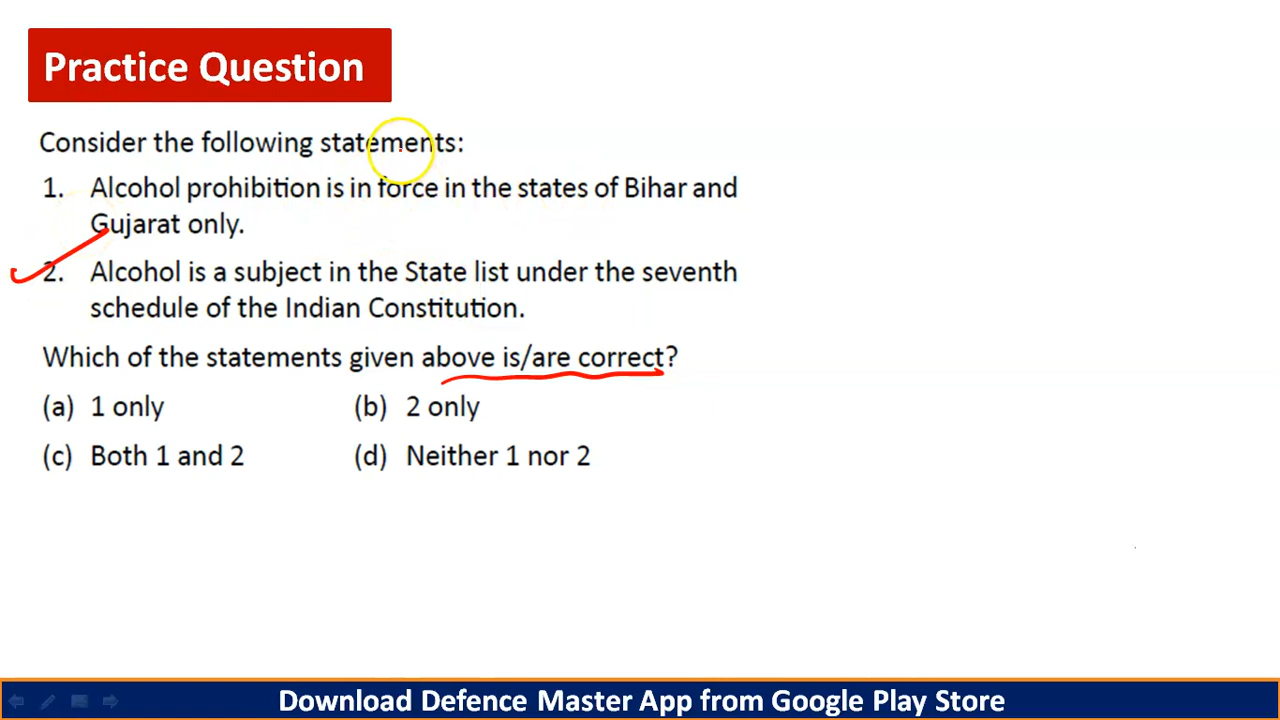 Practice Question
Consider the following statements:
1. Alcohol prohibition is in force in the states of Bihar and
Gujarat only.
2. Alcohol is a subject in the State list under the seventh
schedule of the Indian Constitution.
Which of the statements given above is/are correct?
(a) 1 only (b) 2 only
(c) Both 1 and 2 (d) Neither 1 nor 2
Download Defence Master App from Google Play Store